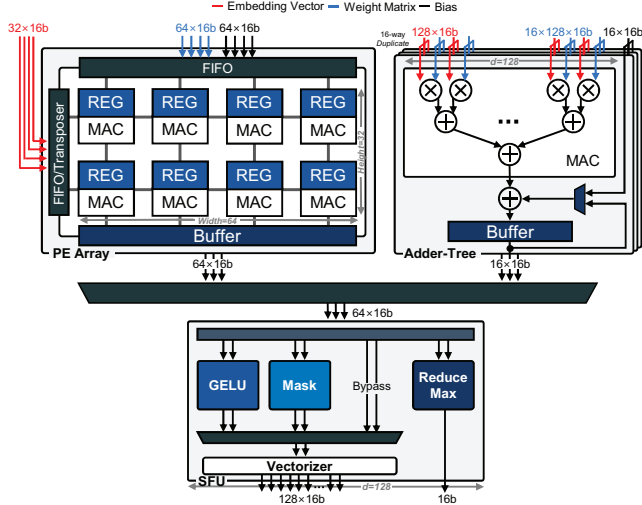 Embedding Vector
Weight Matrix
Bias
32×16b
64×16b
64×16b
FIFO
FIFO/Transposer
REG
REG
REG
REG
MAC
MAC
MAC
MAC
REG
REG
REG
REG
MAC
MAC
MAC
MAC
Height=32
Width=64
Buffer
PE Array
64×16b
16-way
Duplicate
128×16b
16×128×16b
16×16b
d=128
...
MAC
Buffer
Adder-Tree
16×16b
64×16b
GELU
Mask
Bypass
Reduce
Max
Vectorizer
SFU
...
d=128
128×16b
16b